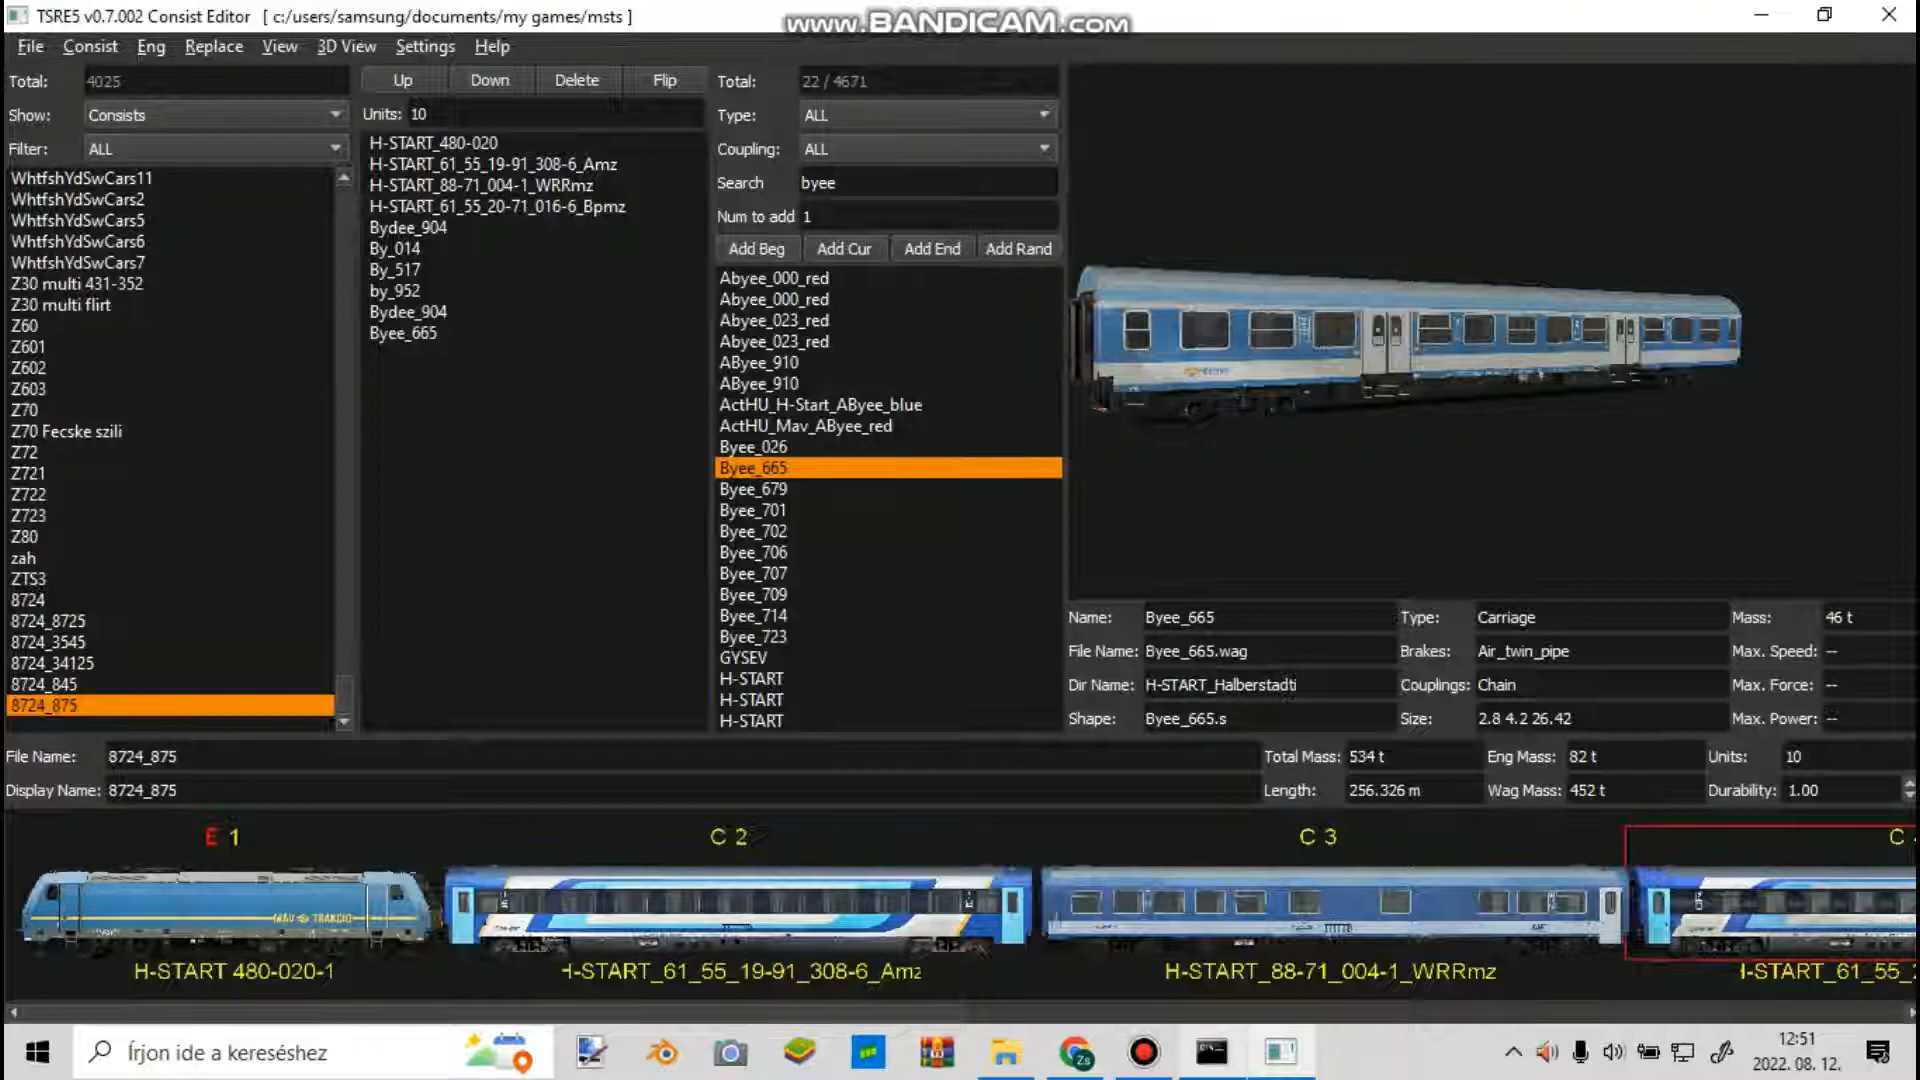 TSRE5 v0.7.002 Consist Editor [ c:/users/samsung/documents/my games/msts ]
www.BANDICAM.com
File Consist Eng Replace View 3D View Settings Help
Total: 4025
Show: Consists
Filter: ALL
WhtfshYdSwCars11
WhtfshYdSwCars2
WhtfshYdSwCars5
WhtfshYdSwCars6
WhtfshYdSwCars7
Z30 multi 431-352
Z30 multi flirt
Z60
Z601
Z602
Z603
Z70
Z70 Fecske szili
Z72
Z721
Z722
Z723
Z80
zah
ZTS3
8724
8724_8725
8724_3545
8724_34125
8724_845
8724_875
Up Down Delete Flip
Units: 10
H-START_480-020
H-START_61_55_19-91_308-6_Amz
H-START_88-71_004-1_WRRmz
H-START_61_55_20-71_016-6_Bpmz
Bydee_904
By_014
By_517
by_952
Bydee_904
Byee_665
Total: 22 / 4671
Type: ALL
Coupling: ALL
Search byee
Num to add 1
Add Beg Add Cur Add End Add Rand
Abyee_000_red
Abyee_000_red
Abyee_023_red
Abyee_023_red
AByee_910
AByee_910
ActHU_H-Start_AByee_blue
ActHU_Mav_AByee_red
Byee_026
Byee_665
Byee_679
Byee_701
Byee_702
Byee_706
Byee_707
Byee_709
Byee_714
Byee_723
GYSEV
H-START
H-START
H-START
Name: Byee_665 Type: Carriage Mass: 46 t
File Name: Byee_665.wag Brakes: Air_twin_pipe Max. Speed: --
Dir Name: H-START_Halberstadti Couplings: Chain Max. Force: --
Shape: Byee_665.s Size: 2.8 4.2 26.42 Max. Power: --
File Name: 8724_875 Total Mass: 534 t Eng Mass: 82 t Units: 10
Display Name: 8724_875 Length: 256.326 m Wag Mass: 452 t Durability: 1.00
E 1 C 2 C 3 C
MÁV TRAKCIÓ
H-START 480-020-1 H-START_61_55_19-91_308-6_Amz H-START_88-71_004-1_WRRmz H-START_61_55_
Írjon ide a kereséshez
Zs
12:51
2022. 08. 12.